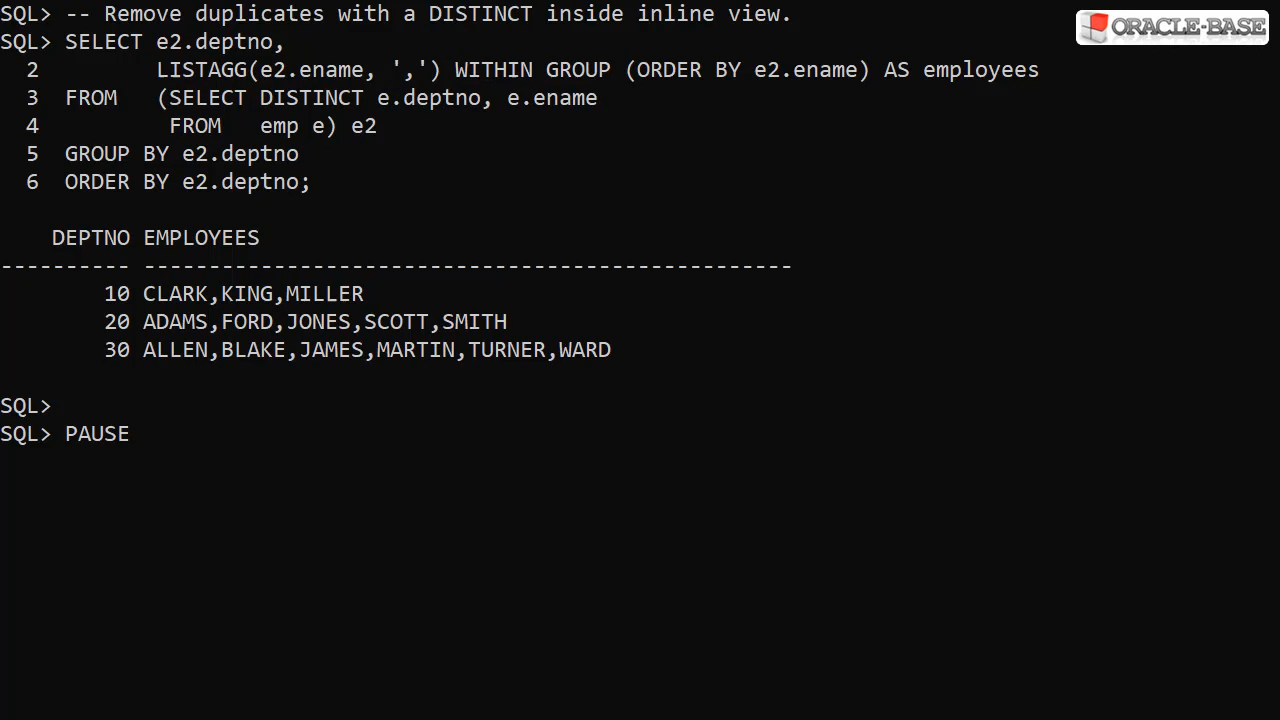 SQL> -- Remove duplicates with a DISTINCT inside inline view.
ORACLE-BASE
SQL> SELECT e2.deptno,
  2         LISTAGG(e2.ename, ',') WITHIN GROUP (ORDER BY e2.ename) AS employees
  3  FROM   (SELECT DISTINCT e.deptno, e.ename
  4          FROM   emp e) e2
  5  GROUP BY e2.deptno
  6  ORDER BY e2.deptno;
    DEPTNO EMPLOYEES
---------- --------------------------------------------------
        10 CLARK,KING,MILLER
        20 ADAMS,FORD,JONES,SCOTT,SMITH
        30 ALLEN,BLAKE,JAMES,MARTIN,TURNER,WARD
SQL>
SQL> PAUSE